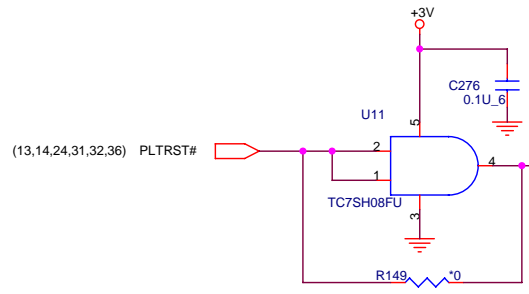 +3V
C276
0.1U_6
U11
5
(13,14,24,31,32,36) PLTRST#
2
4
1
TC7SH08FU
3
R149 *0